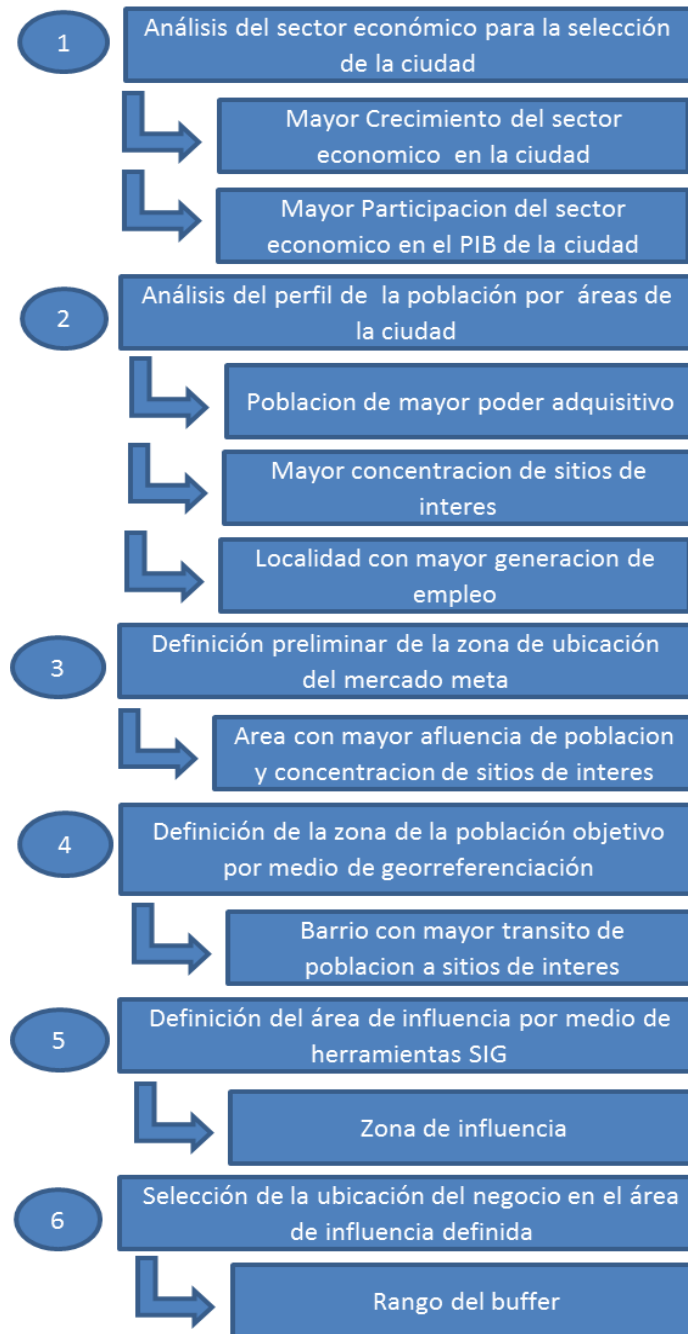 1
Análisis del sector económico para la selección
de la ciudad
Mayor Crecimiento del sector
economico en la ciudad
Mayor Participacion del sector
economico en el PIB de la ciudad
2
Análisis del perfil de la población por áreas de
la ciudad
Poblacion de mayor poder adquisitivo
Mayor concentracion de sitios de
interes
Localidad con mayor generacion de
empleo
3
Definición preliminar de la zona de ubicación
del mercado meta
Area con mayor afluencia de poblacion
y concentracion de sitios de interes
4
Definición de la zona de la población objetivo
por medio de georreferenciación
Barrio con mayor transito de
poblacion a sitios de interes
5
Definición del área de influencia por medio de
herramientas SIG
Zona de influencia
6
Selección de la ubicación del negocio en el área
de influencia definida
Rango del buffer